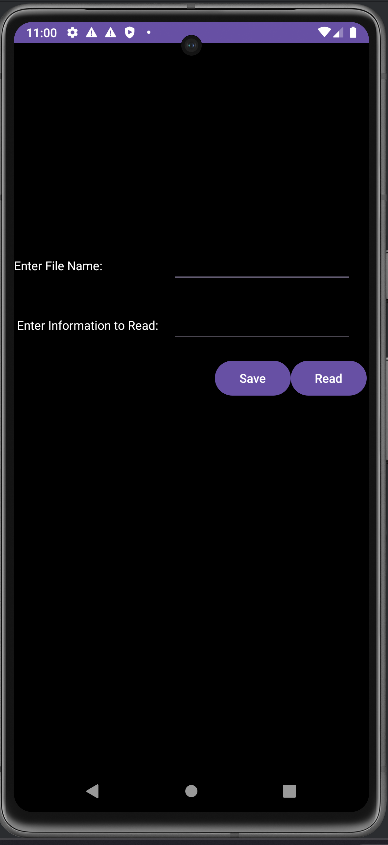 11:00
Enter File Name:
Enter Information to Read:
Save Read